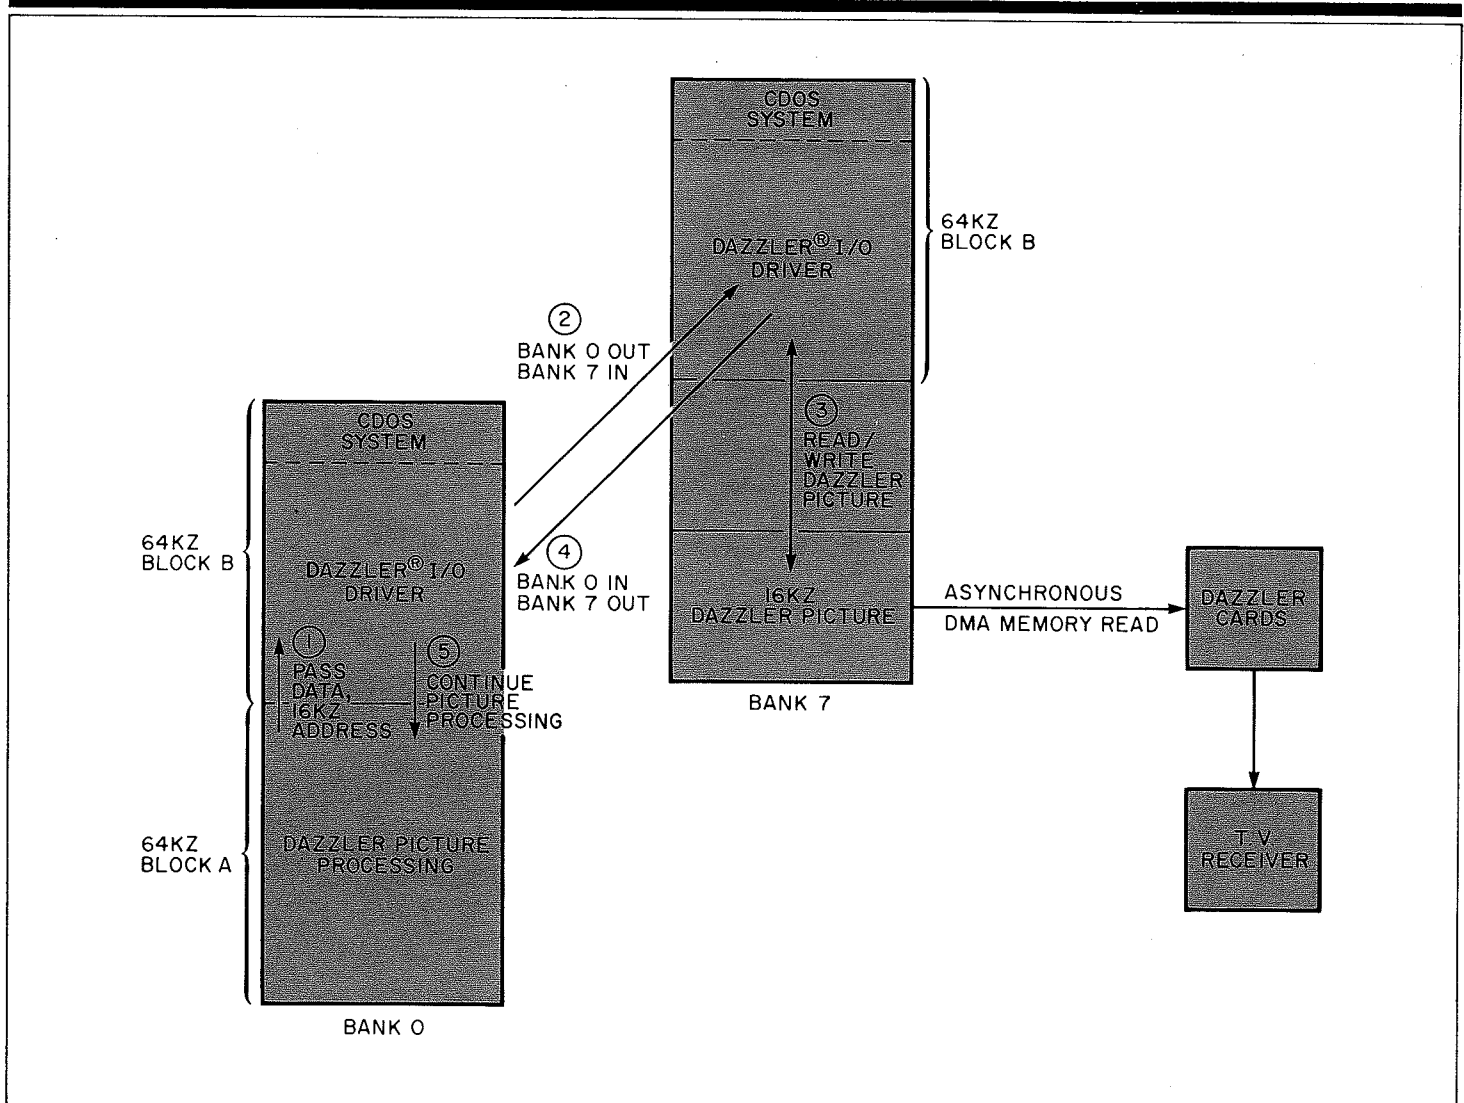 CDOS
SYSTEM
DAZZLER® I/O
DRIVER
64KZ
BLOCK B
②
BANK 0 OUT
BANK 7 IN
③
READ/
WRITE
DAZZLER
PICTURE
CDOS
SYSTEM
④
BANK 0 IN
BANK 7 OUT
64KZ
BLOCK B
DAZZLER® I/O
DRIVER
16KZ
DAZZLER PICTURE
ASYNCHRONOUS
DMA MEMORY READ
DAZZLER
CARDS
①
PASS
DATA,
16KZ
ADDRESS
⑤
CONTINUE
PICTURE
PROCESSING
BANK 7
64KZ
BLOCK A
DAZZLER PICTURE
PROCESSING
T V
RECEIVER
BANK 0